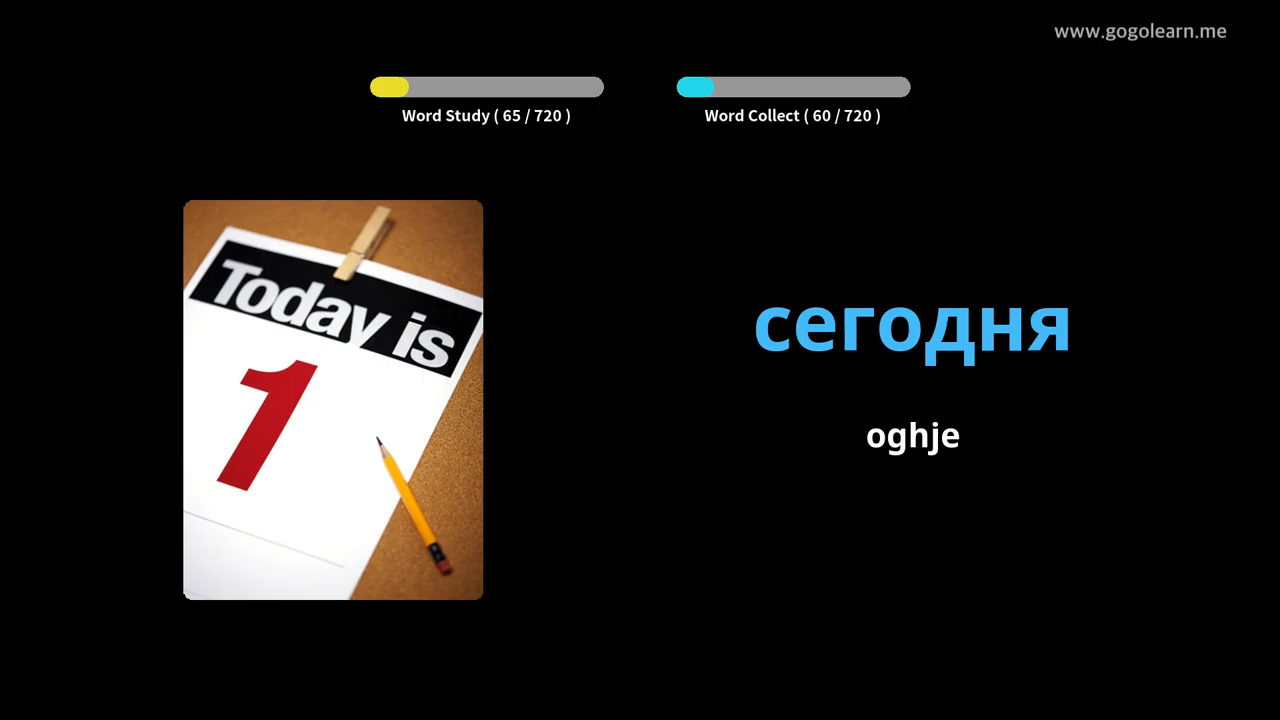 www.gogolearn.me
Word Study ( 65 / 720 )
Word Collect ( 60 / 720 )
Today is
1
сегодня
oghje